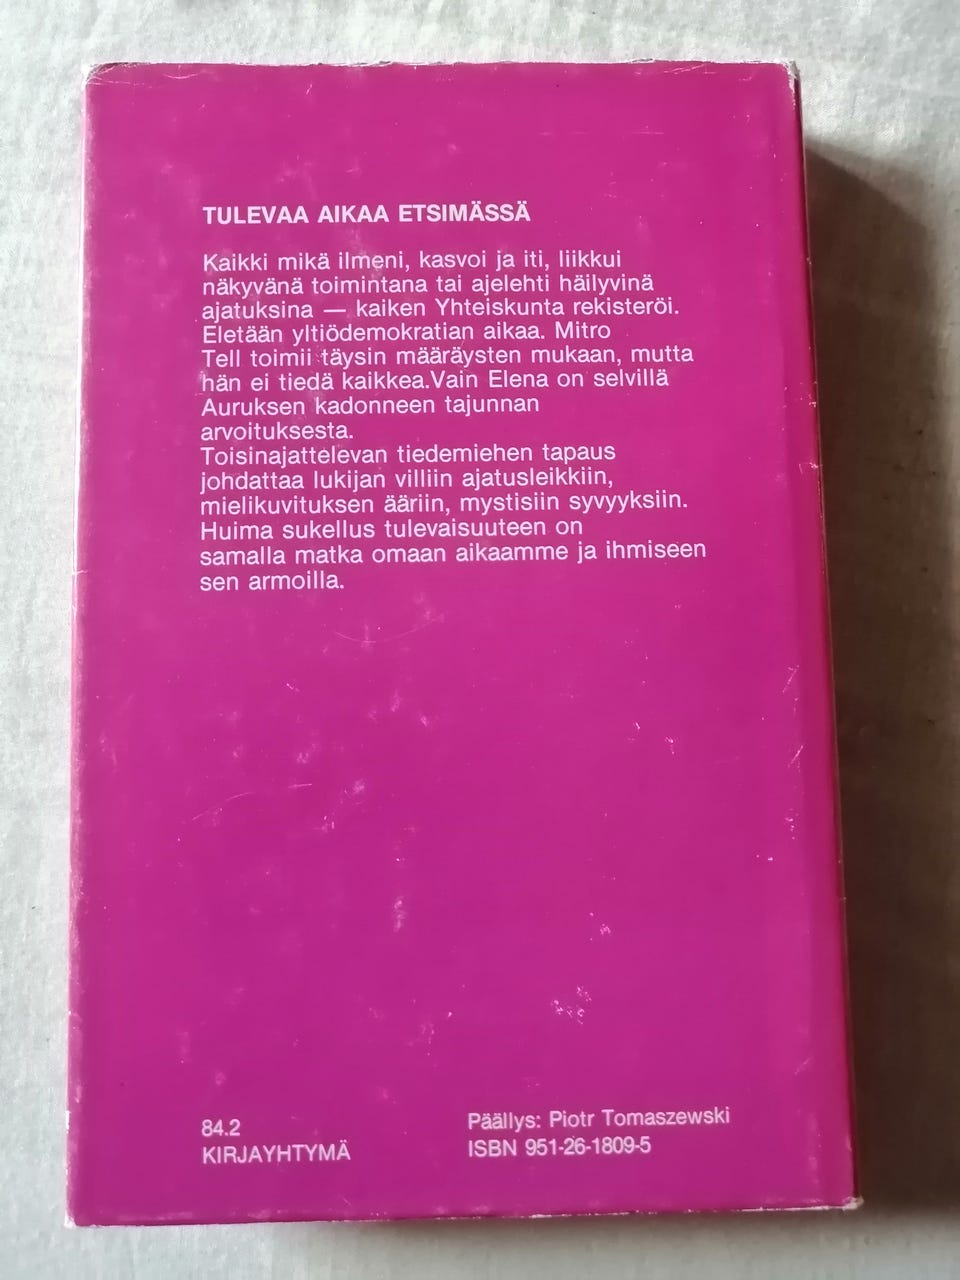 TULEVAA AIKAA ETSIMÄSSÄ
Kaikki mikä ilmeni, kasvoi ja iti, liikkui
näkyvänä toimintana tai ajelehti häilyvinä
ajatuksina — kaiken Yhteiskunta rekisteröi.
Eletään yltiödemokratian aikaa. Mitro
Tell toimii täysin määräysten mukaan, mutta
hän ei tiedä kaikkea.Vain Elena on selvillä
Auruksen kadonneen tajunnan
arvoituksesta.
Toisinajattelevan tiedemiehen tapaus
johdattaa lukijan villiin ajatusleikkiin,
mielikuvituksen ääriin, mystisiin syvyyksiin.
Huima sukellus tulevaisuuteen on
samalla matka omaan aikaamme ja ihmiseen
sen armoilla.
84.2
KIRJAYHTYMÄ
Päällys: Piotr Tomaszewski
ISBN 951-26-1809-5